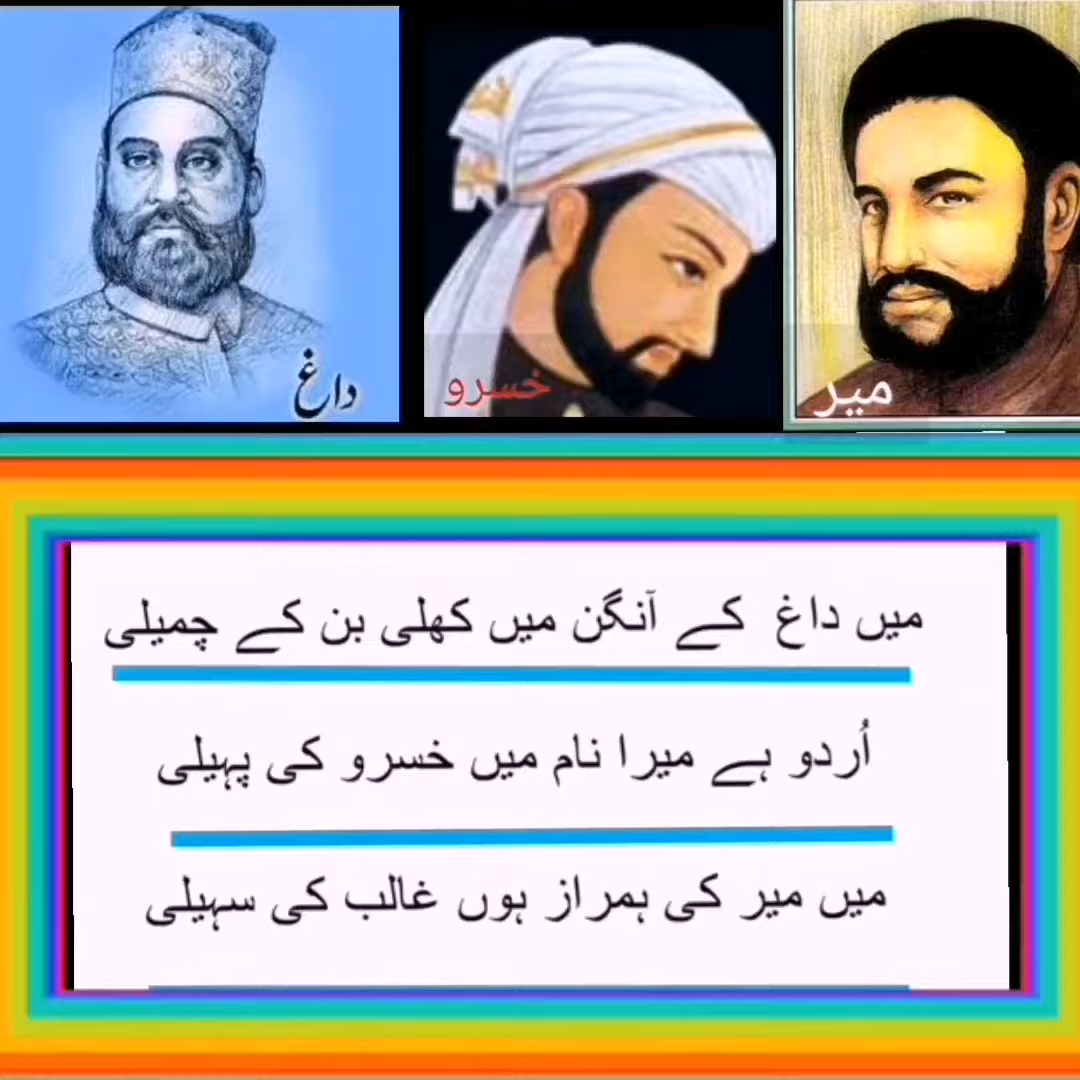 داغ
خسرو
میر
میں داغ کے آنگن میں کھلی بن کے چمیلی
اُردو ہے میرا نام میں خسرو کی پہیلی
میں میر کی ہمراز ہوں غالب کی سہیلی